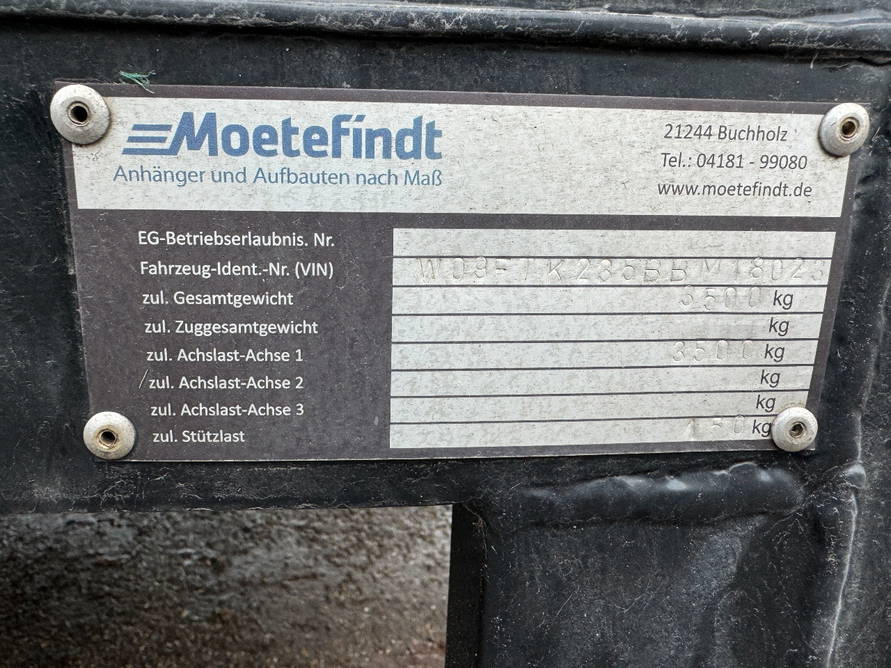 Moetefindt
Anhänger und Aufbauten nach Maß
21244 Buchholz
Tel.: 04181 - 99080
www.moetefindt.de
EG-Betriebserlaubnis. Nr.
Fahrzeug-Ident.-Nr. (VIN)
zul. Gesamtgewicht 3500 kg
zul. Zuggesamtgewicht kg
zul. Achslast-Achse 1 3500 kg
zul. Achslast-Achse 2 kg
zul. Achslast-Achse 3 kg
zul. Stützlast kg